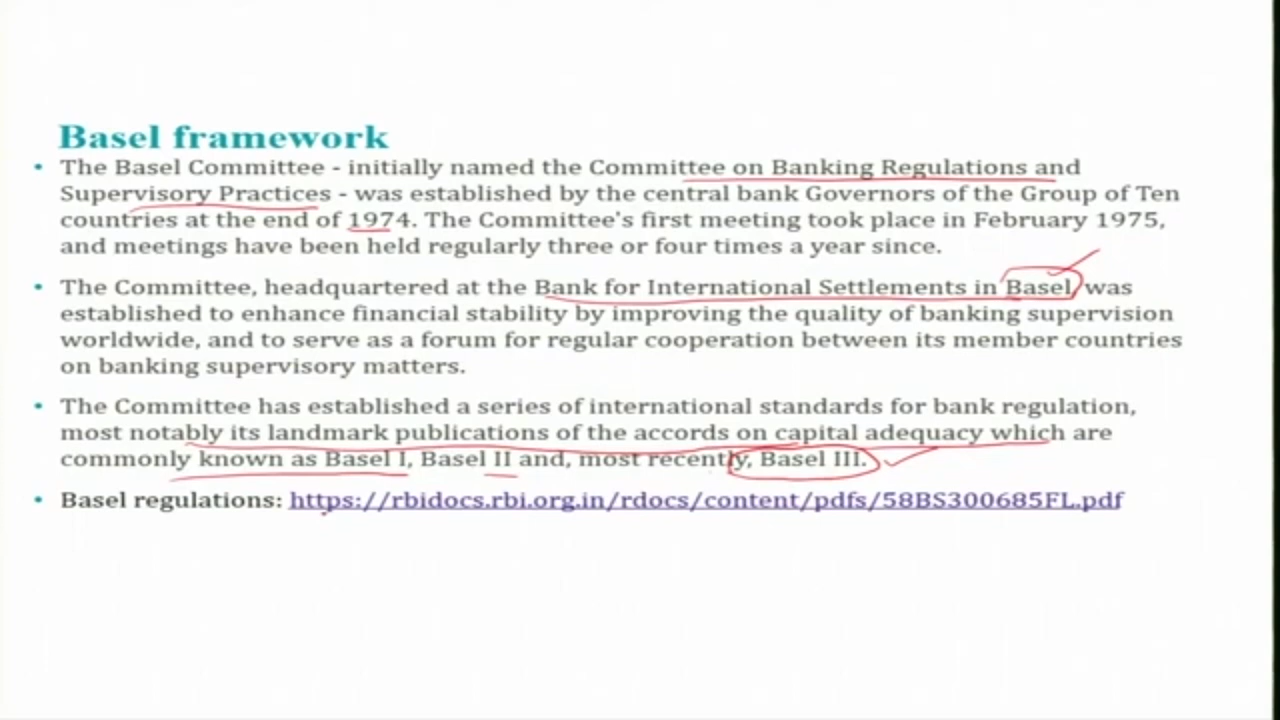 Basel framework
• The Basel Committee - initially named the Committee on Banking Regulations and
Supervisory Practices - was established by the central bank Governors of the Group of Ten
countries at the end of 1974. The Committee's first meeting took place in February 1975,
and meetings have been held regularly three or four times a year since.
• The Committee, headquartered at the Bank for International Settlements in Basel, was
established to enhance financial stability by improving the quality of banking supervision
worldwide, and to serve as a forum for regular cooperation between its member countries
on banking supervisory matters.
• The Committee has established a series of international standards for bank regulation,
most notably its landmark publications of the accords on capital adequacy which are
commonly known as Basel I, Basel II and, most recently, Basel III.
• Basel regulations: https://rbidocs.rbi.org.in/rdocs/content/pdfs/58BS300685FL.pdf